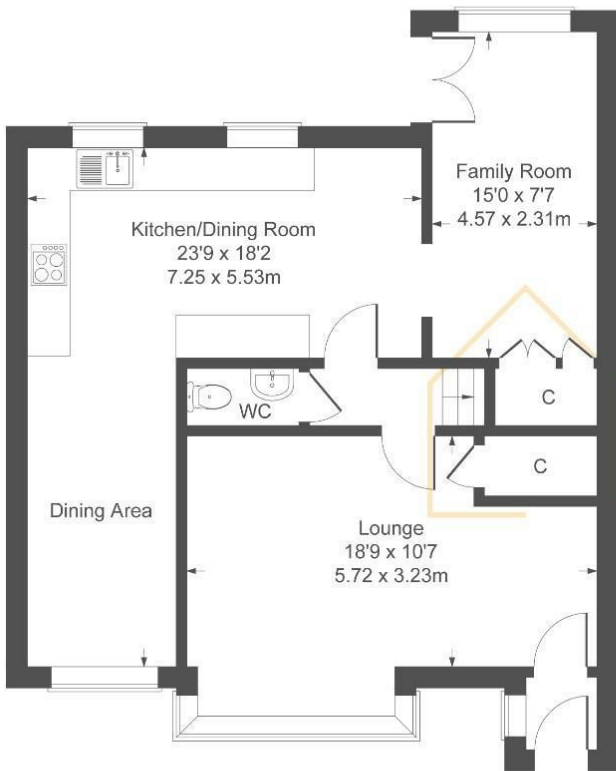 Family Room
15'0 x 7'7
4.57 x 2.31m
Kitchen/Dining Room
23'9 x 18'2
7.25 x 5.53m
WC
C
C
Dining Area
Lounge
18'9 x 10'7
5.72 x 3.23m